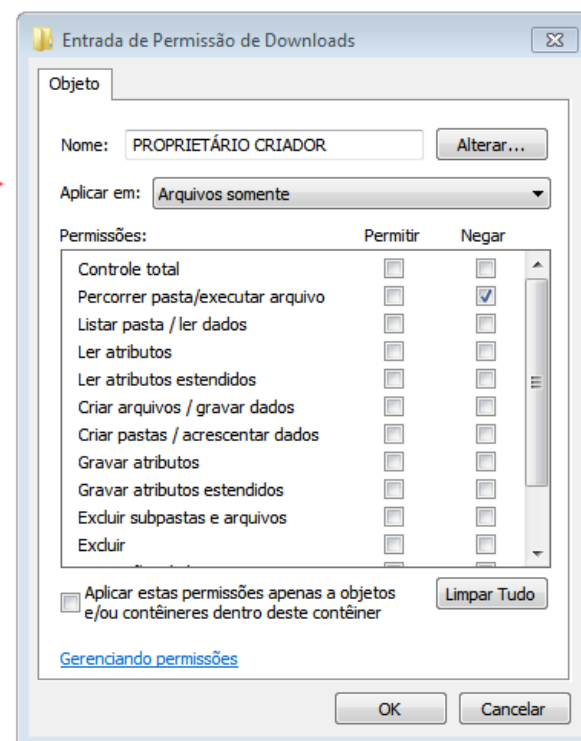 Entrada de Permissão de Downloads
Objeto
Nome: PROPRIETÁRIO CRIADOR Alterar...
Aplicar em: Arquivos somente
Permissões: Permitir Negar
Controle total
Percorrer pasta/executar arquivo
Listar pasta / ler dados
Ler atributos
Ler atributos estendidos
Criar arquivos / gravar dados
Criar pastas / acrescentar dados
Gravar atributos
Gravar atributos estendidos
Excluir subpastas e arquivos
Excluir
Aplicar estas permissões apenas a objetos
e/ou contêineres dentro deste contêiner
Limpar Tudo
Gerenciando permissões
OK Cancelar